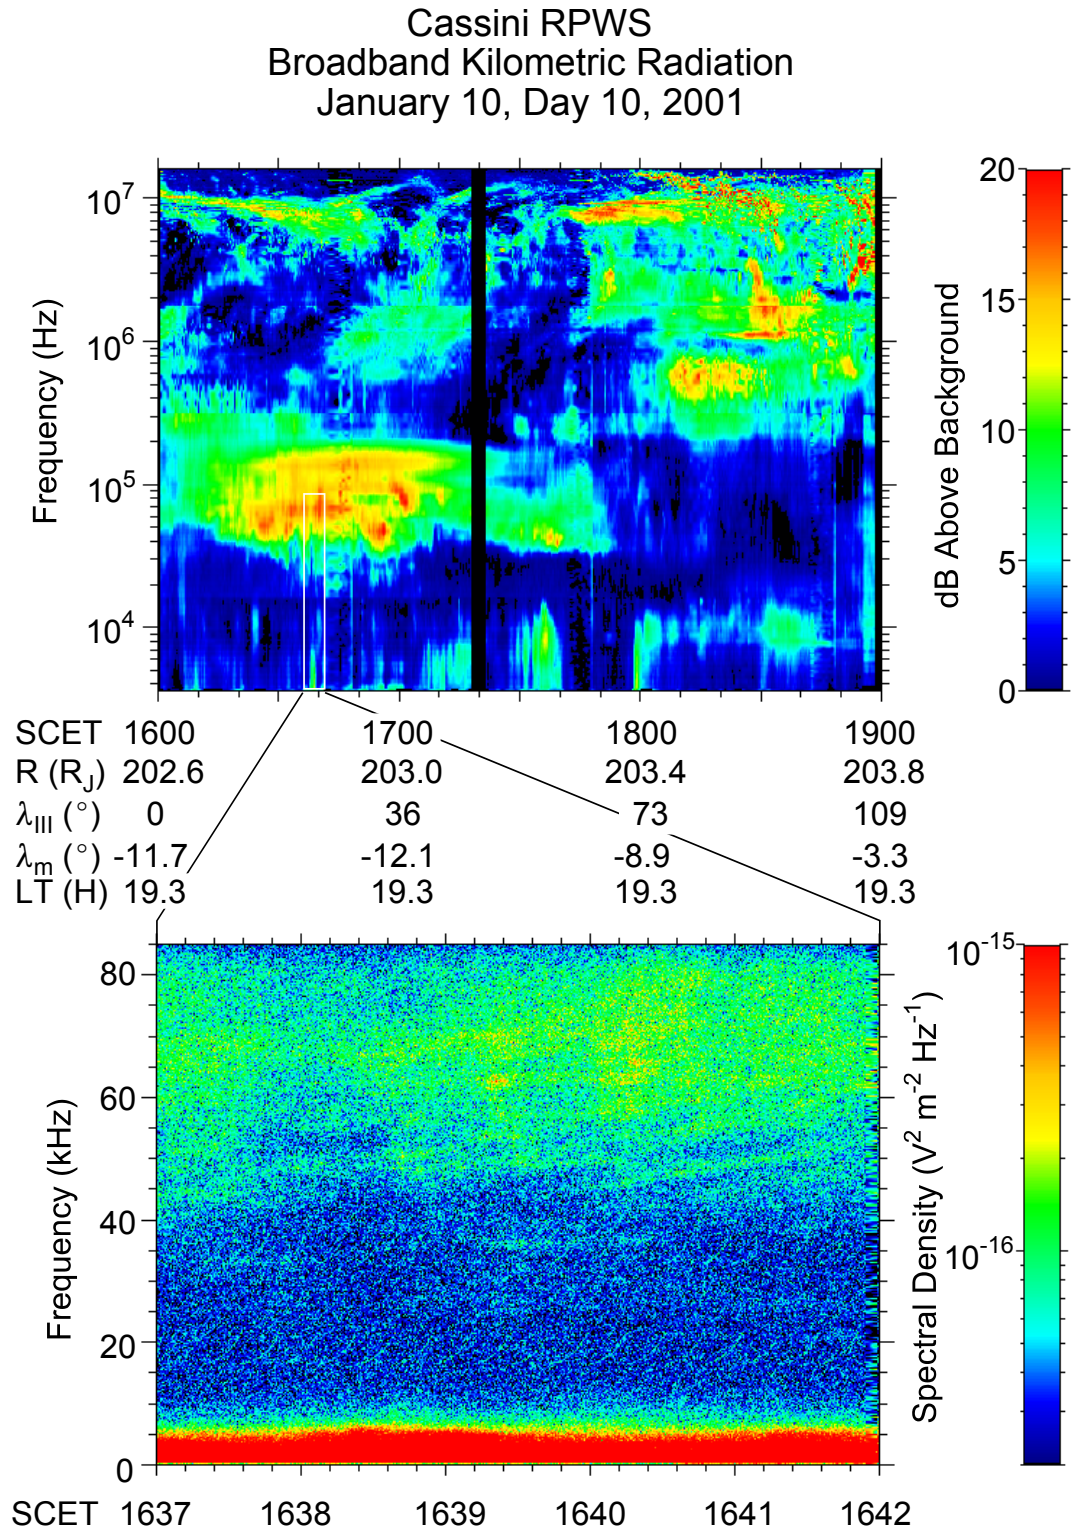 Cassini RPWS
Broadband Kilometric Radiation
January 10, Day 10, 2001
Frequency (Hz)
10^7
10^6
10^5
10^4
20
15
10
5
0
dB Above Background
SCET 1600 1700 1800 1900
R (R_J) 202.6 203.0 203.4 203.8
λ_III (°) 0 36 73 109
λ_m (°) -11.7 -12.1 -8.9 -3.3
LT (H) 19.3 19.3 19.3 19.3
Frequency (kHz)
80
60
40
20
0
10^-15
10^-16
Spectral Density (V^2 m^-2 Hz^-1)
SCET 1637 1638 1639 1640 1641 1642